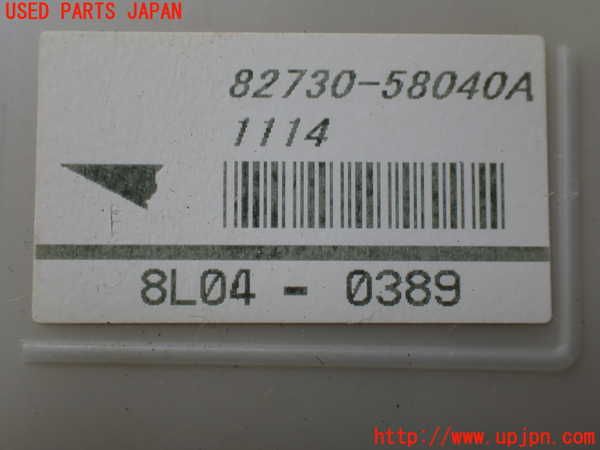 USED PARTS JAPAN
82730-58040A
1114
8L04 - 0389
http://www.upjpn.com/